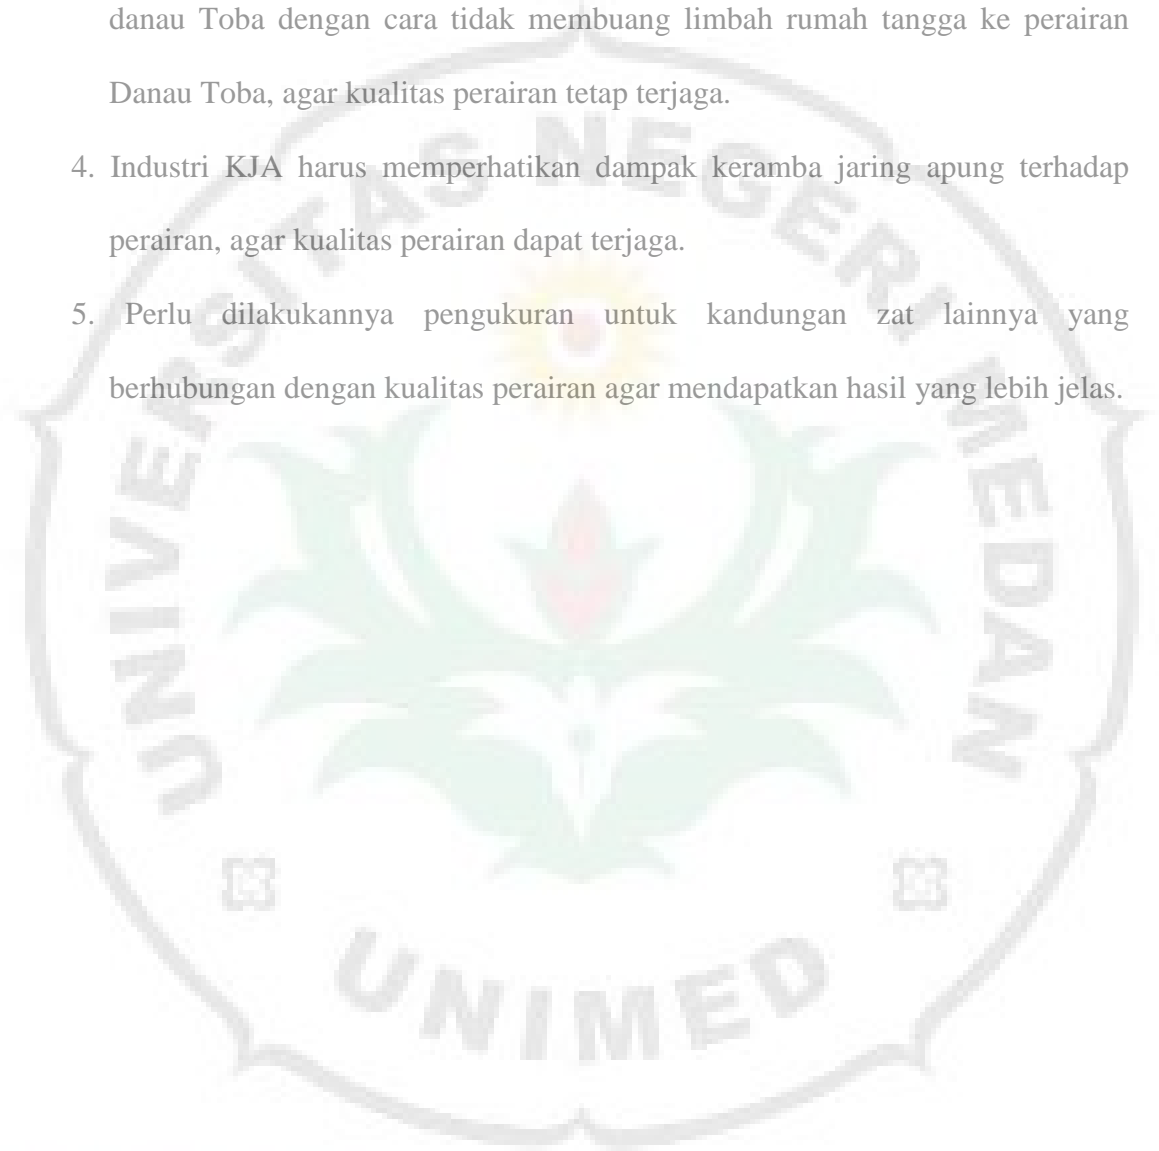 danau Toba dengan cara tidak membuang limbah rumah tangga ke perairan
Danau Toba, agar kualitas perairan tetap terjaga.
4. Industri KJA harus memperhatikan dampak keramba jaring apung terhadap
perairan, agar kualitas perairan dapat terjaga.
5. Perlu dilakukannya pengukuran untuk kandungan zat lainnya yang
berhubungan dengan kualitas perairan agar mendapatkan hasil yang lebih jelas.
UNIVERSITAS NEGERI MEDAN
UNIMED